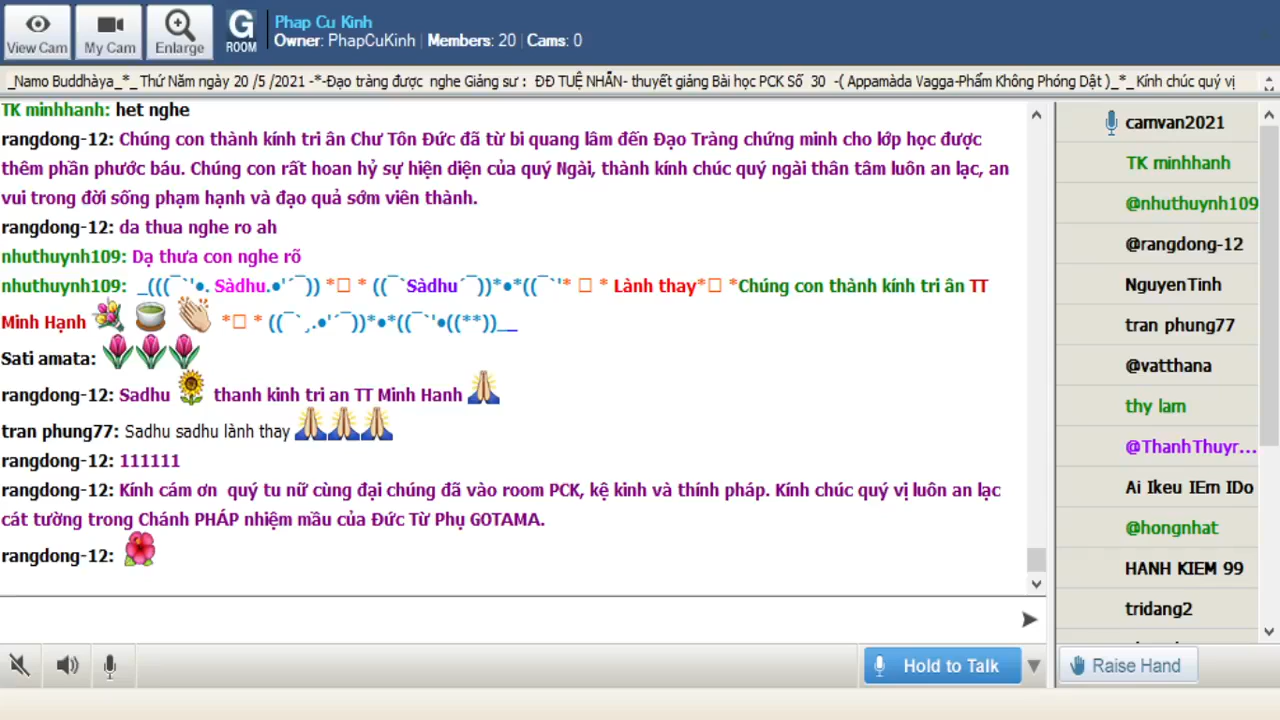 View Cam
My Cam
Enlarge
G
ROOM
Phap Cu Kinh
Owner: PhapCuKinh | Members: 20 | Cams: 0
_Namo Buddhàya_*_ Thứ Năm ngày 20 /5 /2021 -*-Đạo tràng được nghe Giảng sư : ĐĐ TUỆ NHẪN- thuyết giảng Bài học PCK Số 30 -( Appamàda Vagga-Phẩm Không Phóng Dật )_*_ Kính chúc quý vị
TK minhhanh: het nghe
rangdong-12: Chúng con thành kính tri ân Chư Tôn Đức đã từ bi quang lâm đến Đạo Tràng chứng minh cho lớp học được
thêm phần phước báu. Chúng con rất hoan hỷ sự hiện diện của quý Ngài, thành kính chúc quý ngài thân tâm luôn an lạc, an
vui trong đời sống phạm hạnh và đạo quả sớm viên thành.
rangdong-12: da thua nghe ro ah
nhuthuynh109: Dạ thưa con nghe rõ
nhuthuynh109: _(((¯`'•. Sàdhu.•'´¯)) *□ * ((¯`Sàdhu´¯))*•*((¯`'* □ * Lành thay*□ *Chúng con thành kính tri ân TT
Minh Hạnh 💐 🍵 👏 *□ * ((¯`¸.•'´¯))*•*((¯`'•((**))__
Sati amata: 🌷🌷🌷
rangdong-12: Sadhu 🌻 thanh kinh tri an TT Minh Hanh 🙏
tran phung77: Sadhu sadhu lành thay 🙏🙏🙏
rangdong-12: 111111
rangdong-12: Kính cám ơn quý tu nữ cùng đại chúng đã vào room PCK, kệ kinh và thính pháp. Kính chúc quý vị luôn an lạc
cát tường trong Chánh PHÁP nhiệm mầu của Đức Từ Phụ GOTAMA.
rangdong-12: 🌺
camvan2021
TK minhhanh
@nhuthuynh109
@rangdong-12
NguyenTinh
tran phung77
@vatthana
thy lam
@ThanhThuyr...
Ai Ikeu IEm IDo
@hongnhat
HANH KIEM 99
tridang2
Hold to Talk
Raise Hand